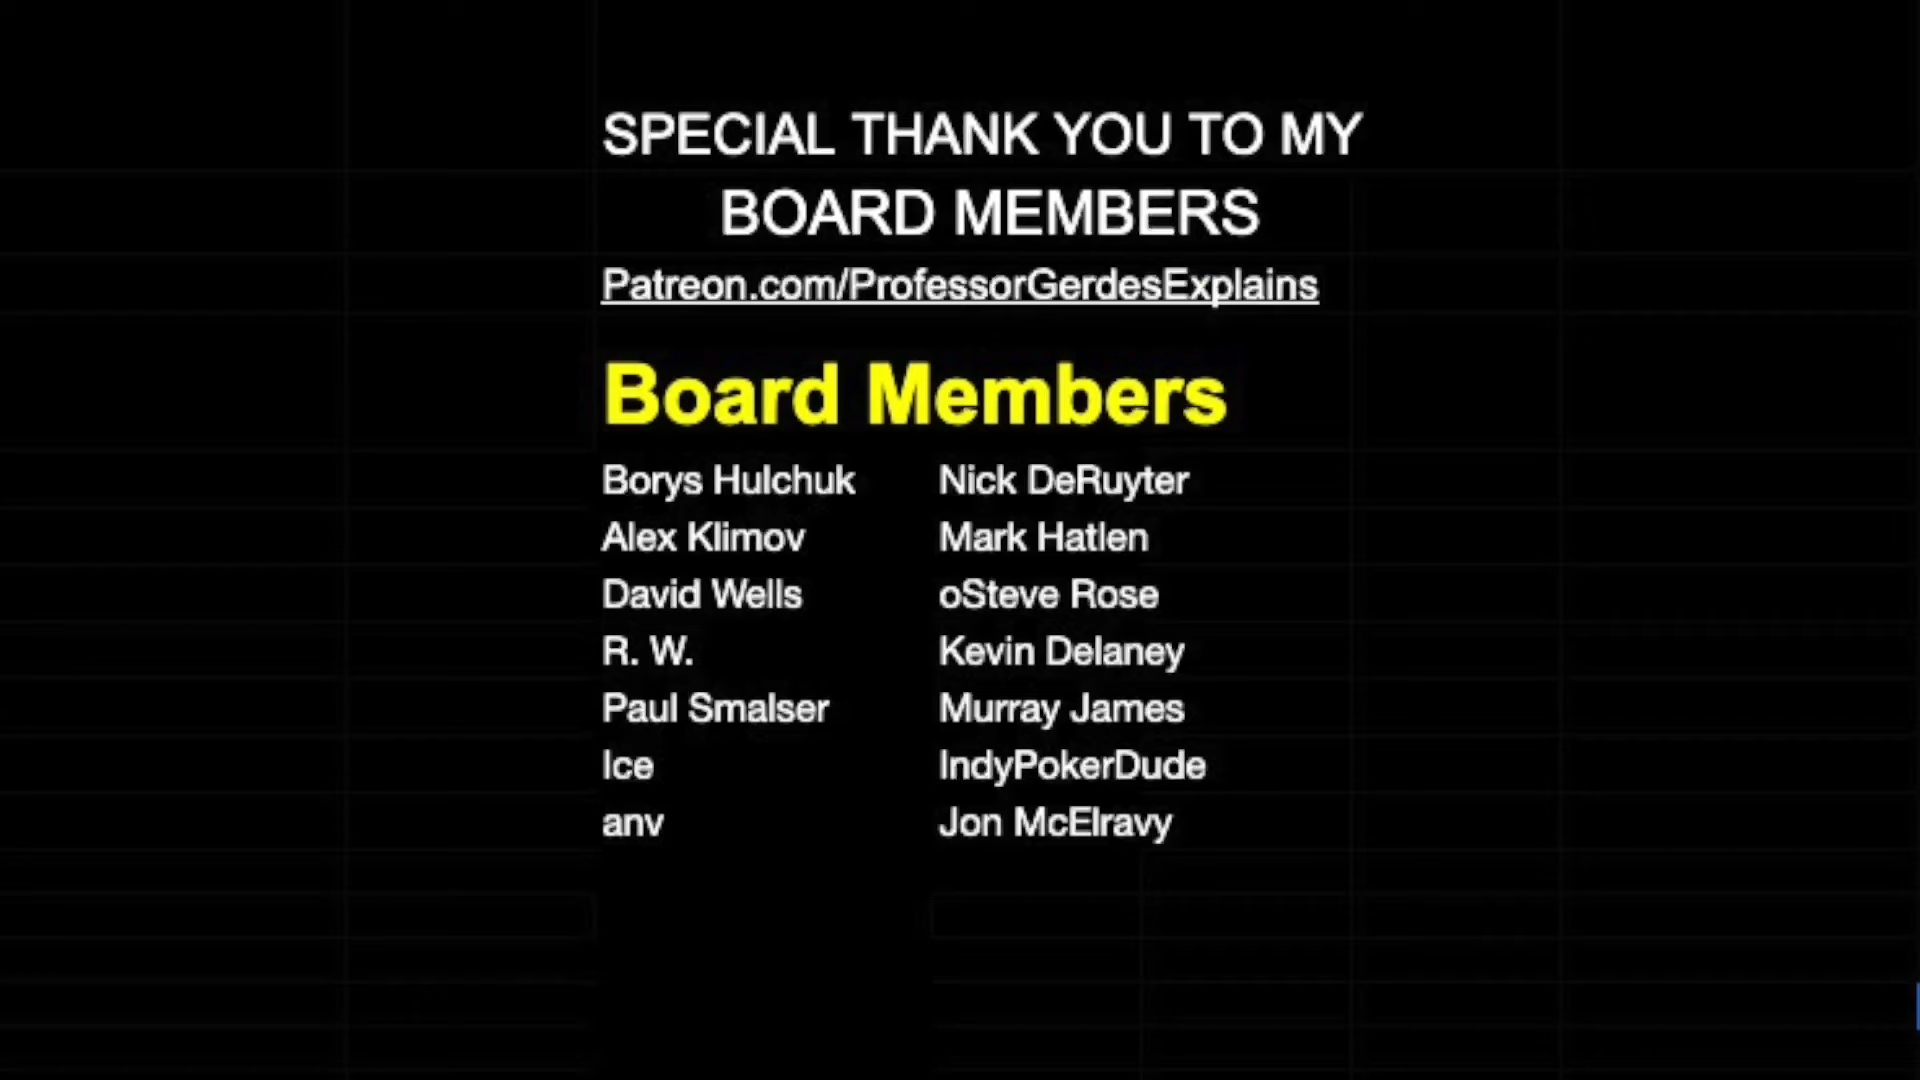 SPECIAL THANK YOU TO MY
BOARD MEMBERS
Patreon.com/ProfessorGerdesExplains
Board Members
Borys Hulchuk Nick DeRuyter
Alex Klimov Mark Hatlen
David Wells oSteve Rose
R. W. Kevin Delaney
Paul Smalser Murray James
Ice IndyPokerDude
anv Jon McElravy